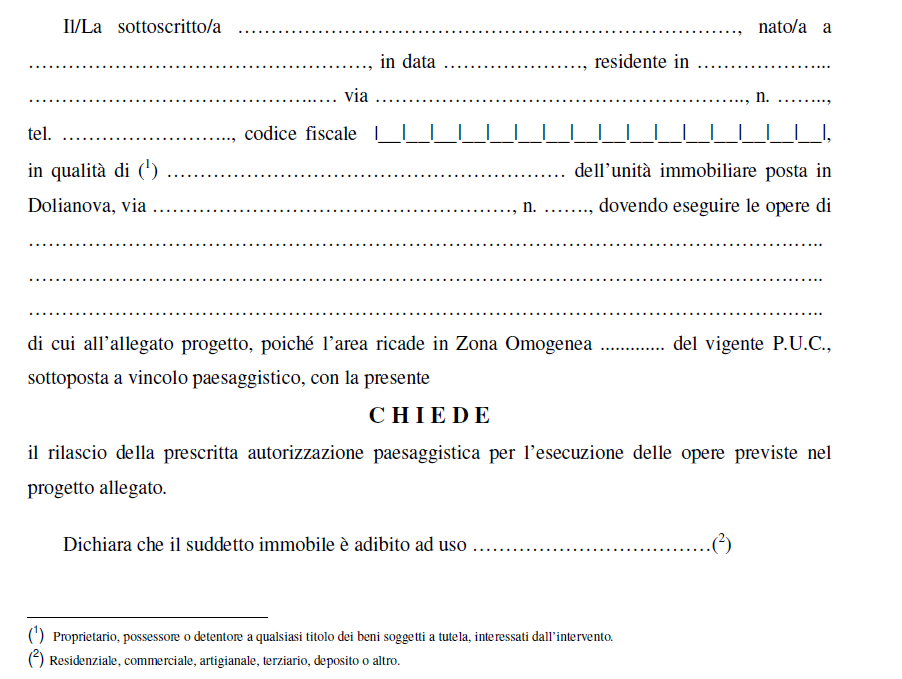 Il/La sottoscritto/a …………………………………………………………………, nato/a a
……………………………………………, in data …………………, residente in ………………...
……………………………………..… via ……………………………………………….., n. ……..,
tel. …………………….., codice fiscale |__|__|__|__|__|__|__|__|__|__|__|__|__|__|__|__|,
in qualità di (1) …………………………………………………… dell’unità immobiliare posta in
Dolianova, via ………………………………………………, n. ……., dovendo eseguire le opere di
…………………………………………………………………………………………………….…..
…………………………………………………………………………………………………….…..
…………………………………………………………………………………………………….…..
di cui all’allegato progetto, poiché l’area ricade in Zona Omogenea ............. del vigente P.U.C.,
sottoposta a vincolo paesaggistico, con la presente
C H I E D E
il rilascio della prescritta autorizzazione paesaggistica per l’esecuzione delle opere previste nel
progetto allegato.
Dichiara che il suddetto immobile è adibito ad uso ………………………………(2)
(1) Proprietario, possessore o detentore a qualsiasi titolo dei beni soggetti a tutela, interessati dall’intervento.
(2) Residenziale, commerciale, artigianale, terziario, deposito o altro.